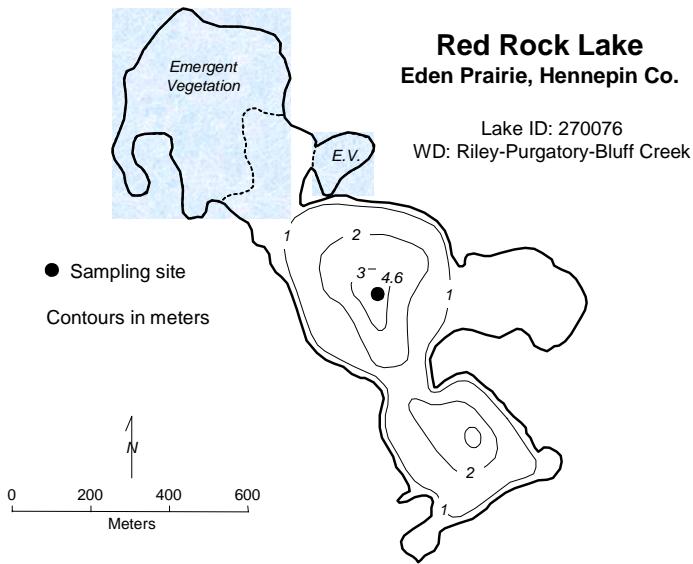 Red Rock Lake
Eden Prairie, Hennepin Co.
Lake ID: 270076
WD: Riley-Purgatory-Bluff Creek
Emergent
Vegetation
E.V.
1
2
3
4.6
1
Sampling site
Contours in meters
N
2
1
0 200 400 600
Meters